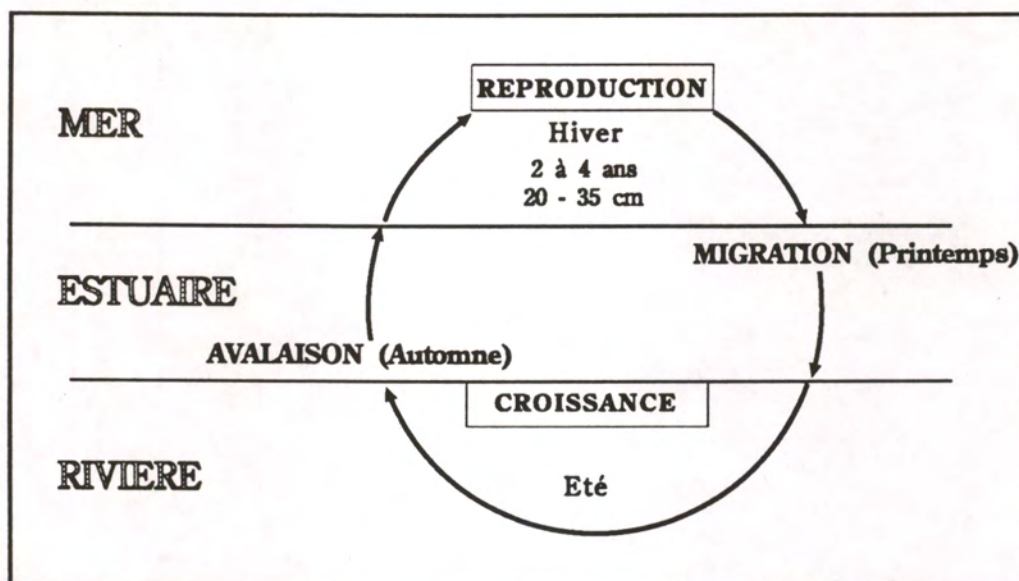 REPRODUCTION
MER
Hiver
2 à 4 ans
20 - 35 cm
MIGRATION (Printemps)
ESTUAIRE
AVALAISON (Automne)
CROISSANCE
RIVIERE
Eté